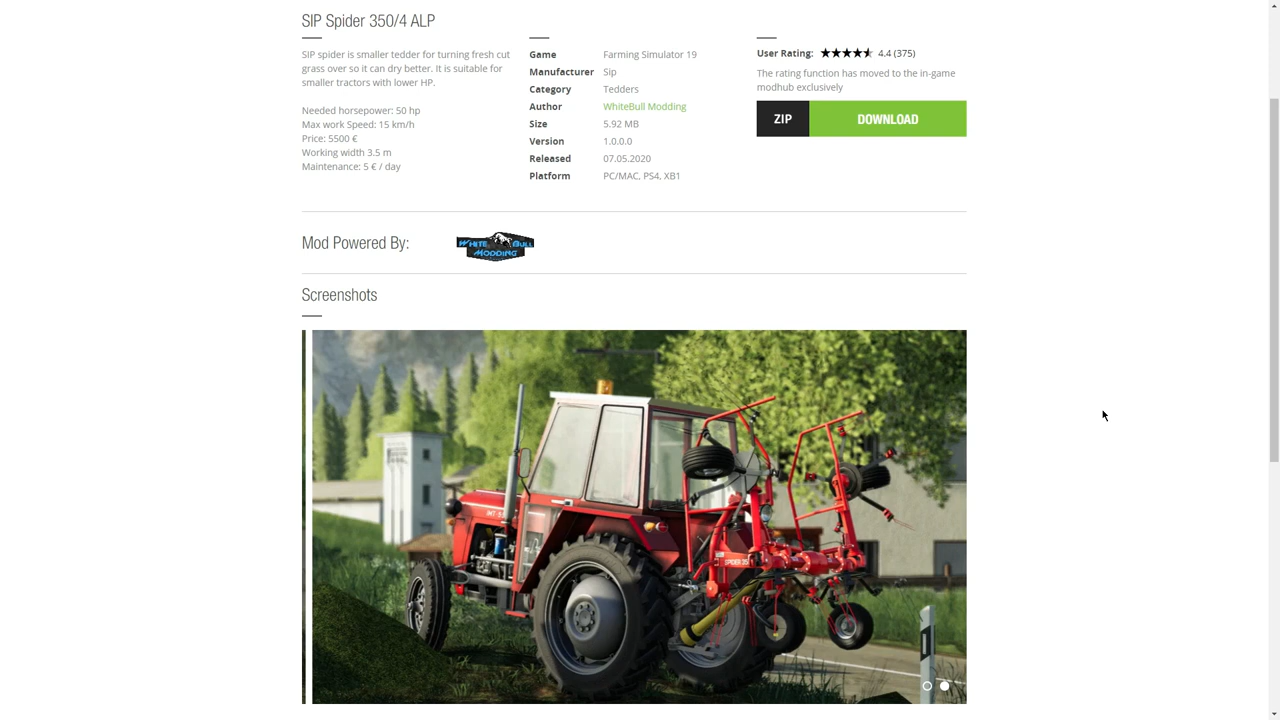 SIP Spider 350/4 ALP
SIP spider is smaller tedder for turning fresh cut
grass over so it can dry better. It is suitable for
smaller tractors with lower HP.
Needed horsepower: 50 hp
Max work Speed: 15 km/h
Price: 5500 €
Working width 3.5 m
Maintenance: 5 € / day
Game Farming Simulator 19
Manufacturer Sip
Category Tedders
Author WhiteBull Modding
Size 5.92 MB
Version 1.0.0.0
Released 07.05.2020
Platform PC/MAC, PS4, XB1
User Rating: 4.4 (375)
The rating function has moved to the in-game
modhub exclusively
ZIP DOWNLOAD
Mod Powered By:
WHITE BULL
MODDING
Screenshots
SPIDER 350